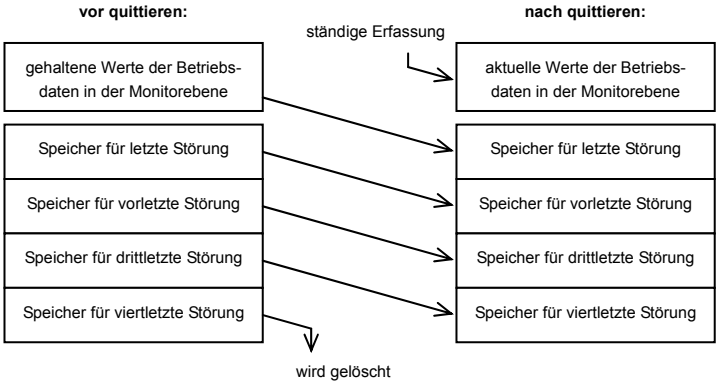 vor quittieren:
nach quittieren:
ständige Erfassung
gehaltene Werte der Betriebs-
daten in der Monitorebene
aktuelle Werte der Betriebs-
daten in der Monitorebene
Speicher für letzte Störung
Speicher für letzte Störung
Speicher für vorletzte Störung
Speicher für vorletzte Störung
Speicher für drittletzte Störung
Speicher für drittletzte Störung
Speicher für viertletzte Störung
Speicher für viertletzte Störung
wird gelöscht